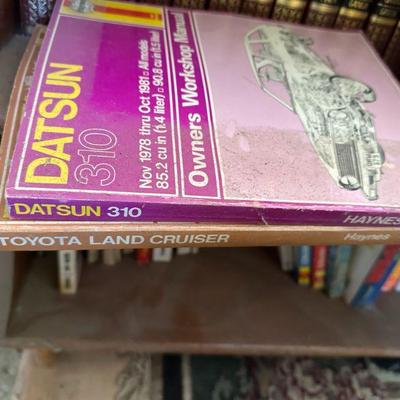 DATSUN
310
Nov 1978 thru Oct 1981 □ All models
85.2 cu in (1.4 liter) □ 90.8 cu in (1.5 liter)
Owners Workshop Manual
DATSUN 310 HAYNES
TOYOTA LAND CRUISER Haynes